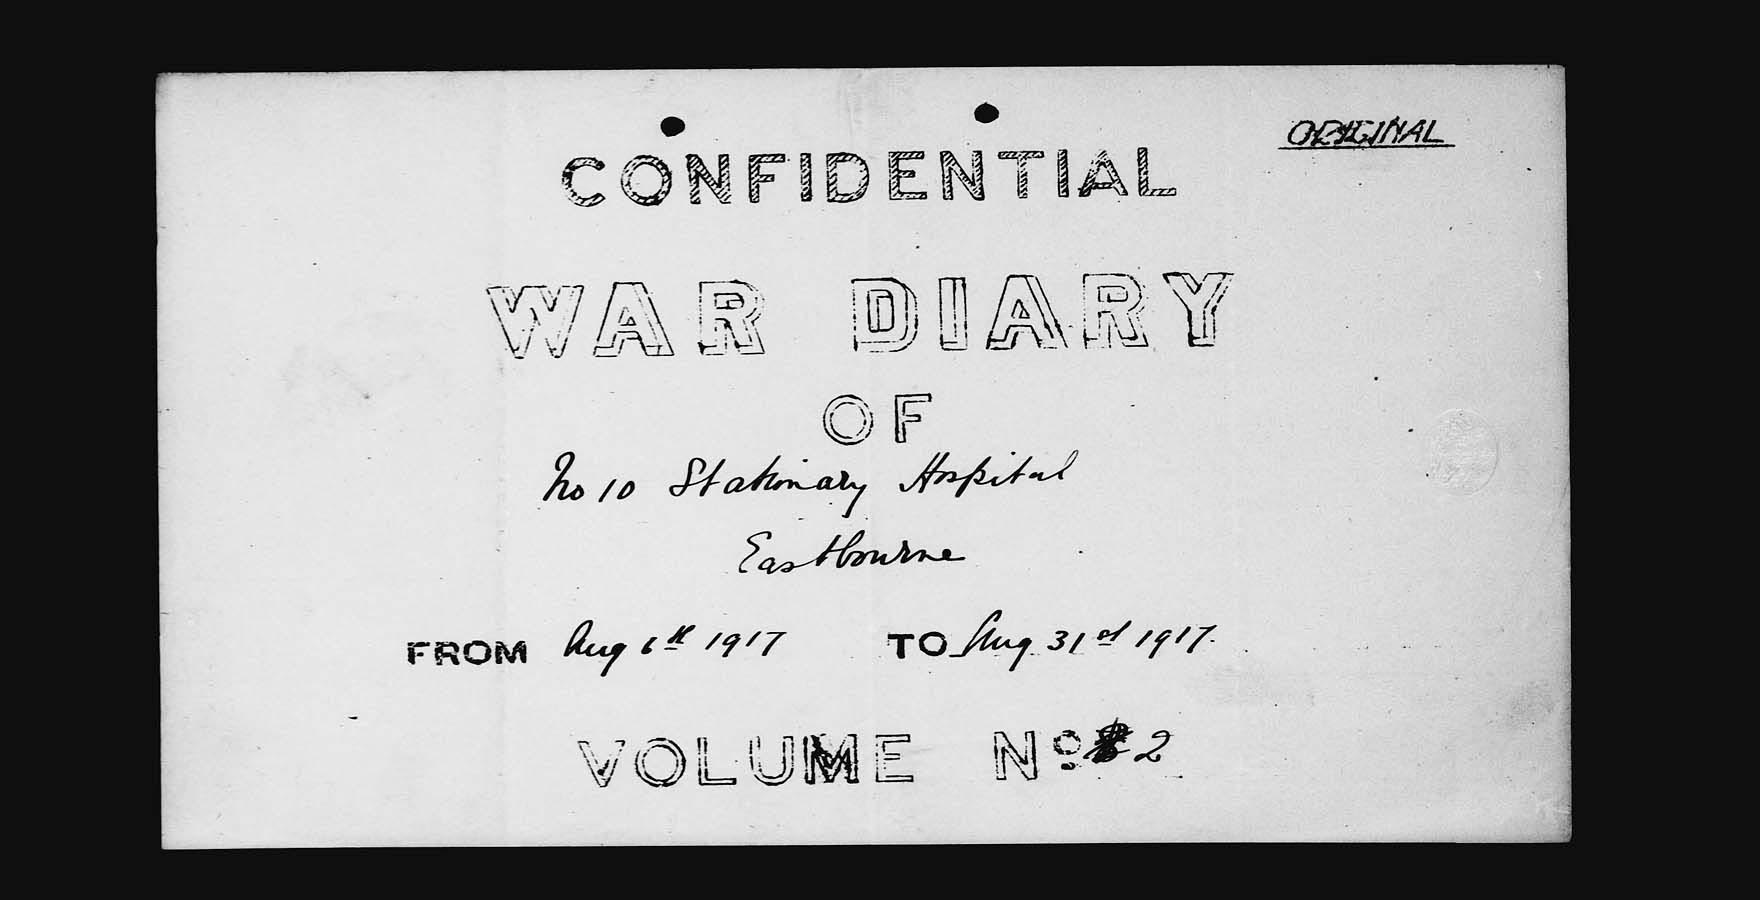 ORIGINAL
CONFIDENTIAL
WAR DIARY
OF
No 10 Stationary Hospital
Eastbourne
FROM Aug 6th 1917 TO Aug 31st 1917.
VOLUME No 2